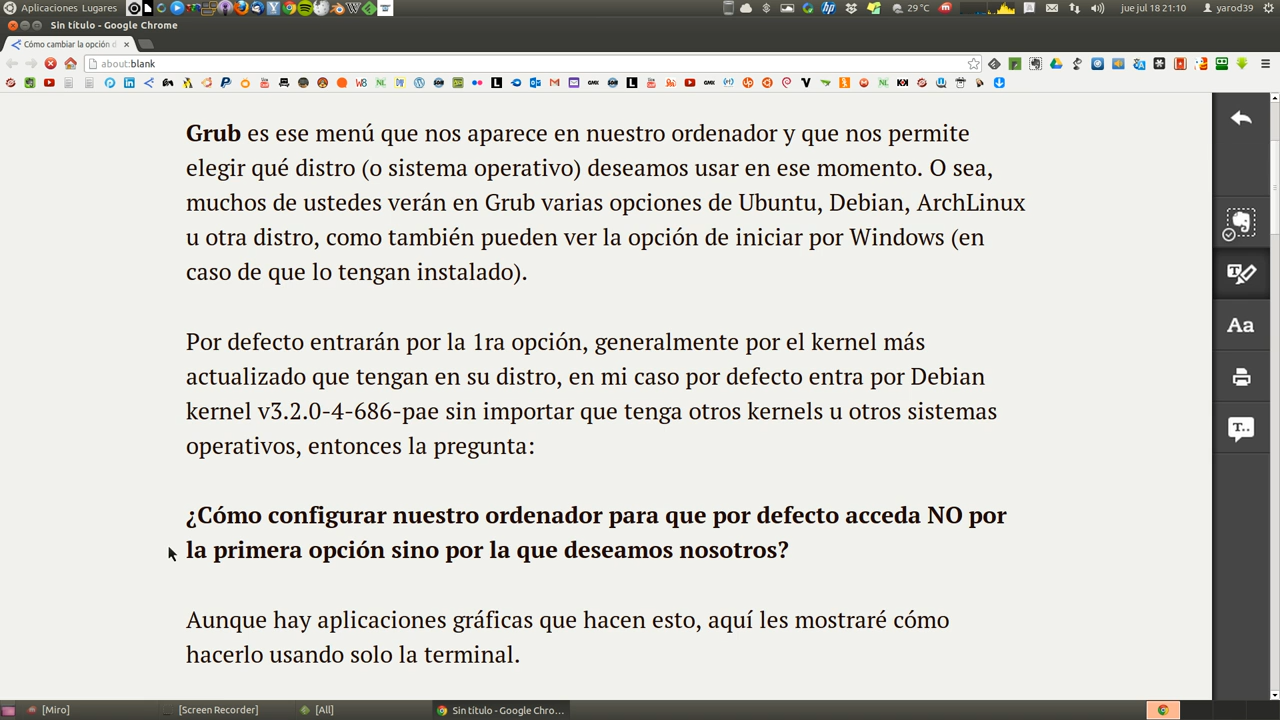 Aplicaciones Lugares
29 °C
jue jul 18 21:10
yarod39
Sin título - Google Chrome
Cómo cambiar la opción d
about:blank
Grub es ese menú que nos aparece en nuestro ordenador y que nos permite
elegir qué distro (o sistema operativo) deseamos usar en ese momento. O sea,
muchos de ustedes verán en Grub varias opciones de Ubuntu, Debian, ArchLinux
u otra distro, como también pueden ver la opción de iniciar por Windows (en
caso de que lo tengan instalado).
Por defecto entrarán por la 1ra opción, generalmente por el kernel más
actualizado que tengan en su distro, en mi caso por defecto entra por Debian
kernel v3.2.0-4-686-pae sin importar que tenga otros kernels u otros sistemas
operativos, entonces la pregunta:
¿Cómo configurar nuestro ordenador para que por defecto acceda NO por
la primera opción sino por la que deseamos nosotros?
Aunque hay aplicaciones gráficas que hacen esto, aquí les mostraré cómo
hacerlo usando solo la terminal.
Aa
T..
[Miro]
[Screen Recorder]
[All]
Sin título - Google Chro...